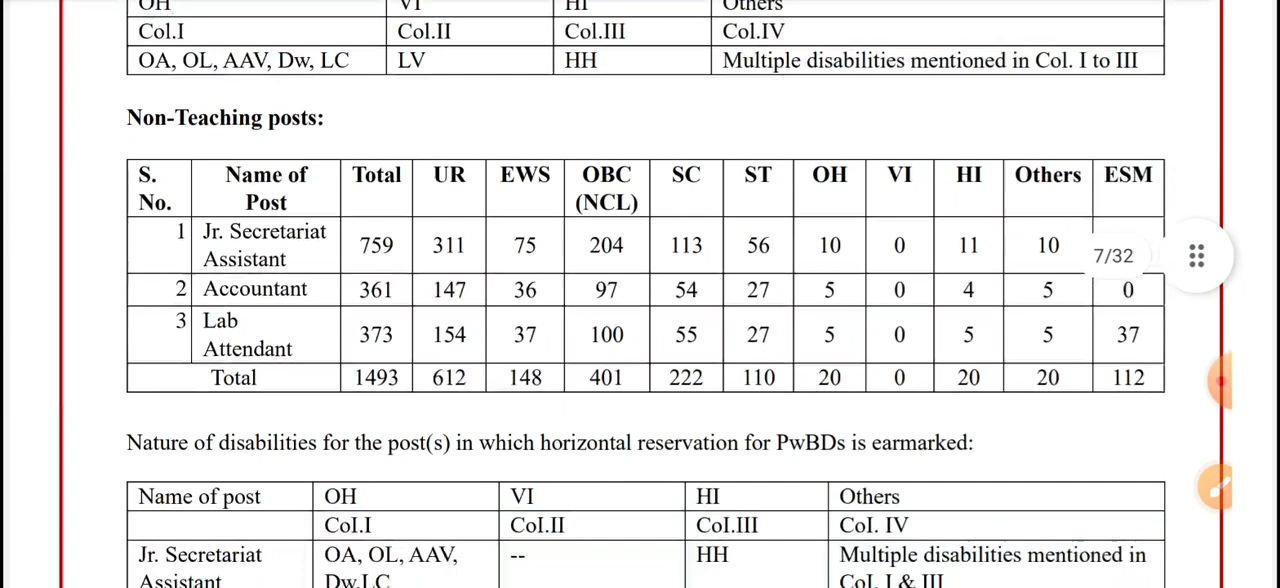 OH VI HI Others
Col.I Col.II Col.III Col.IV
OA, OL, AAV, Dw, LC LV HH Multiple disabilities mentioned in Col. I to III
Non-Teaching posts:
S. No. Name of Post Total UR EWS OBC (NCL) SC ST OH VI HI Others ESM
1 Jr. Secretariat Assistant 759 311 75 204 113 56 10 0 11 10
7/32
2 Accountant 361 147 36 97 54 27 5 0 4 5 0
3 Lab Attendant 373 154 37 100 55 27 5 0 5 5 37
Total 1493 612 148 401 222 110 20 0 20 20 112
Nature of disabilities for the post(s) in which horizontal reservation for PwBDs is earmarked:
Name of post OH VI HI Others
CoI.I CoI.II CoI.III CoI. IV
Jr. Secretariat Assistant OA, OL, AAV, Dw,LC -- HH Multiple disabilities mentioned in CoI. I & III